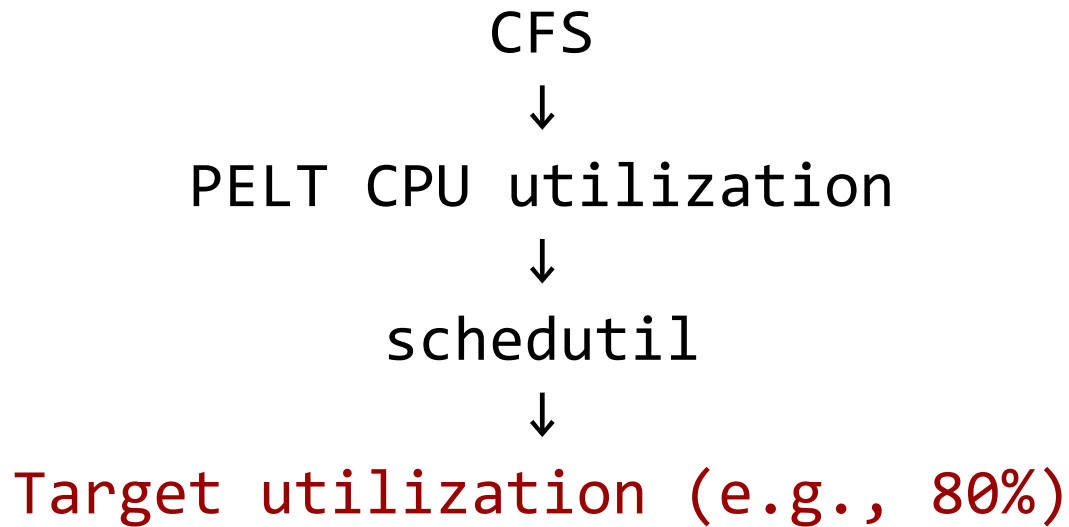 CFS
↓
PELT CPU utilization
↓
schedutil
↓
Target utilization (e.g., 80%)